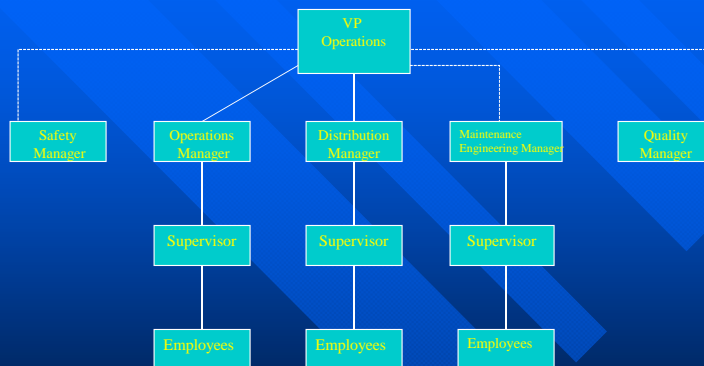 VP
Operations
Safety
Manager
Operations
Manager
Distribution
Manager
Maintenance
Engineering Manager
Quality
Manager
Supervisor
Supervisor
Supervisor
Employees
Employees
Employees